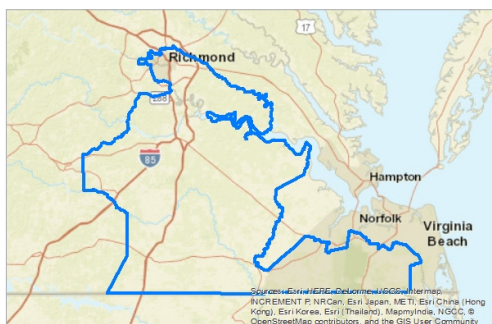 17
Richmond
288
85
Hampton
Norfolk
Virginia
Beach
Sources: Esri, HERE, DeLorme, USGS, Intermap,
INCREMENT P, NRCan, Esri Japan, METI, Esri China (Hong
Kong), Esri Korea, Esri (Thailand), MapmyIndia, NGCC, ©
OpenStreetMap contributors, and the GIS User Community